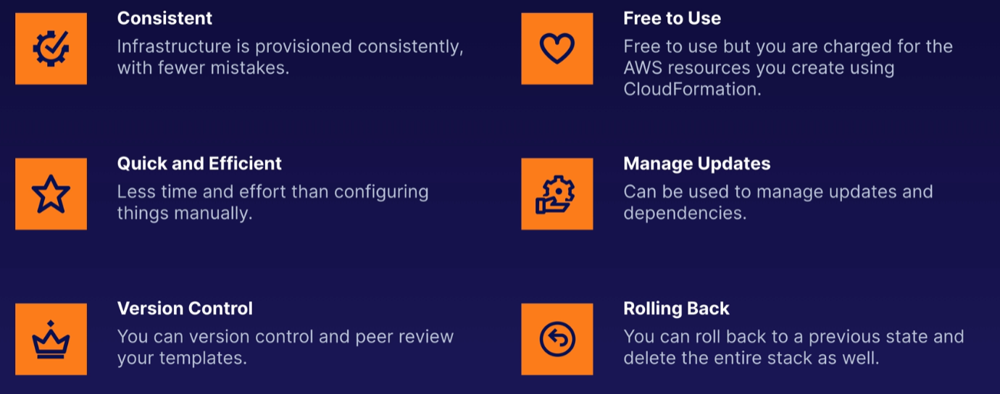 Consistent
Infrastructure is provisioned consistently,
with fewer mistakes.
Free to Use
Free to use but you are charged for the
AWS resources you create using
CloudFormation.
Quick and Efficient
Less time and effort than configuring
things manually.
Manage Updates
Can be used to manage updates and
dependencies.
Version Control
You can version control and peer review
your templates.
Rolling Back
You can roll back to a previous state and
delete the entire stack as well.